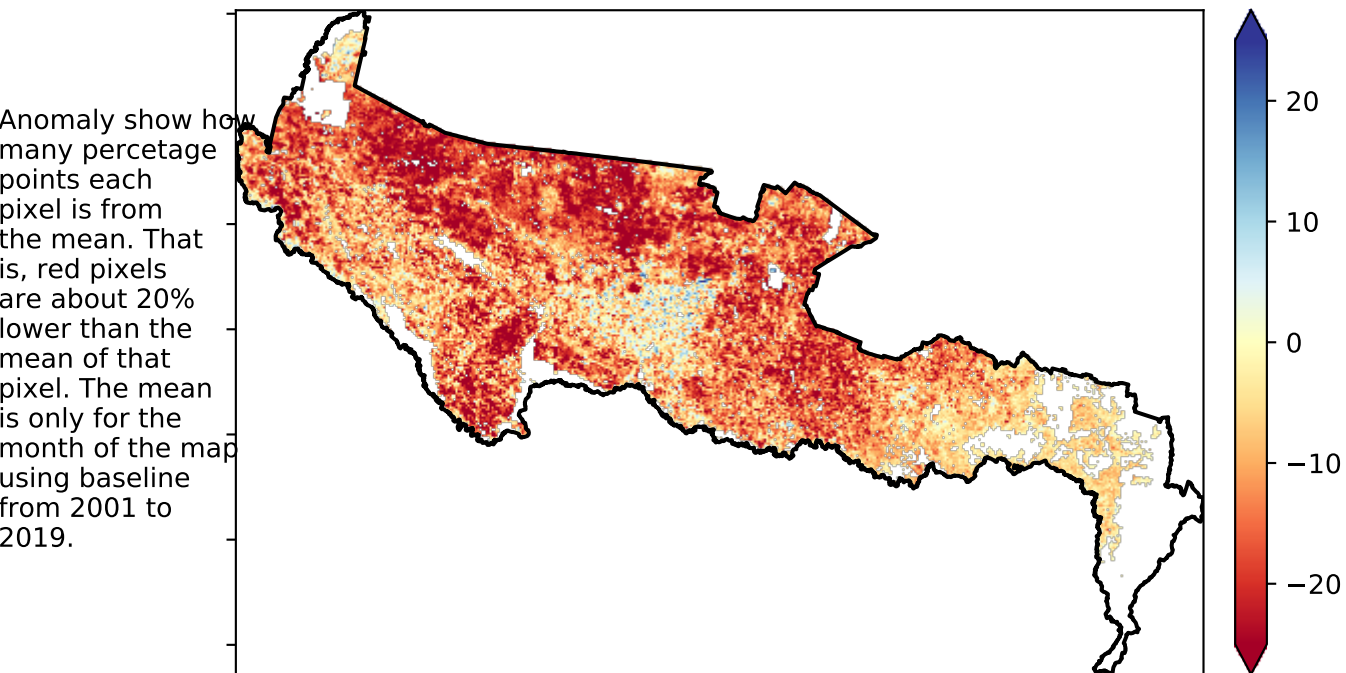 Anomaly show how
many percetage
points each
pixel is from
the mean. That
is, red pixels
are about 20%
lower than the
mean of that
pixel. The mean
is only for the
month of the map
using baseline
from 2001 to
2019.
20
10
0
−10
−20